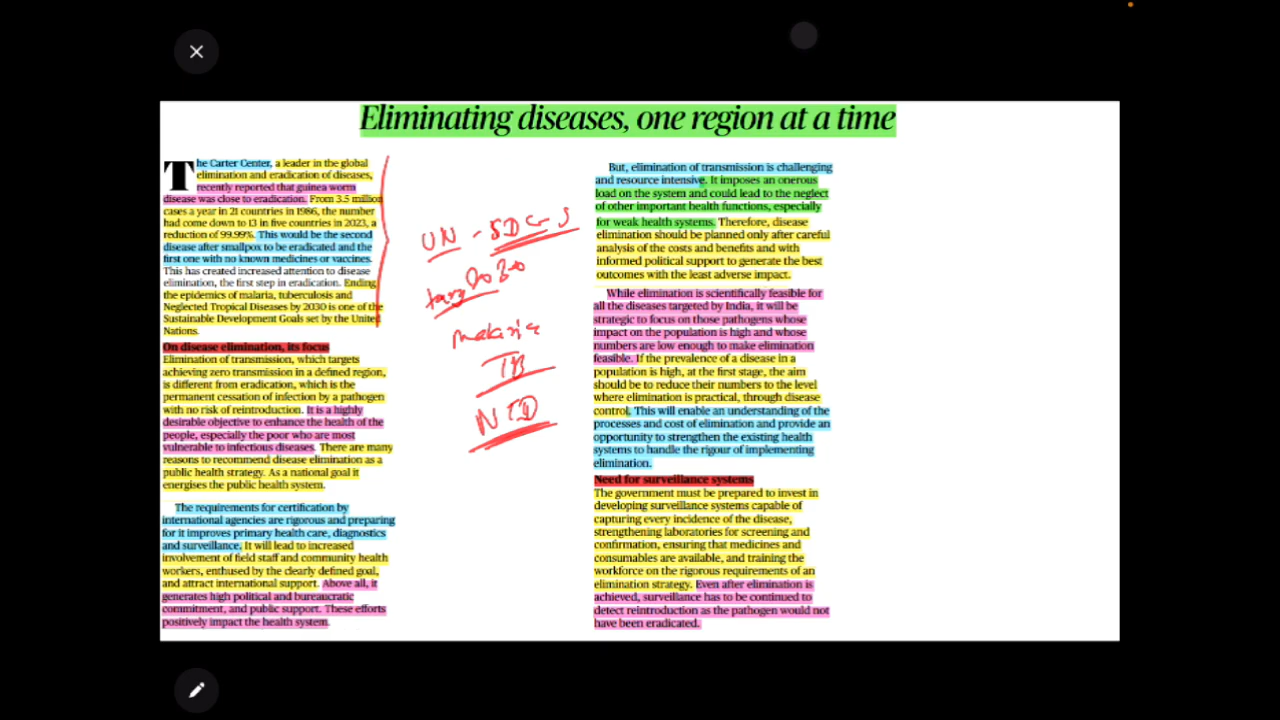 Eliminating diseases, one region at a time
The Carter Center, a leader in the global
elimination and eradication of diseases,
recently reported that guinea worm
disease was close to eradication. From 3.5 million
cases a year in 21 countries in 1986, the number
had come down to 13 in five countries in 2023, a
reduction of 99.99%. This would be the second
disease after smallpox to be eradicated and the
first one with no known medicines or vaccines.
This has created increased attention to disease
elimination, the first step in eradication. Ending
the epidemics of malaria, tuberculosis and
Neglected Tropical Diseases by 2030 is one of the
Sustainable Development Goals set by the United
Nations.
On disease elimination, its focus
Elimination of transmission, which targets
achieving zero transmission in a defined region,
is different from eradication, which is the
permanent cessation of infection by a pathogen
with no risk of reintroduction. It is a highly
desirable objective to enhance the health of the
people, especially the poor who are most
vulnerable to infectious diseases. There are many
reasons to recommend disease elimination as a
public health strategy. As a national goal it
energises the public health system.
The requirements for certification by
international agencies are rigorous and preparing
for it improves primary health care, diagnostics
and surveillance. It will lead to increased
involvement of field staff and community health
workers, enthused by the clearly defined goal,
and attract international support. Above all, it
generates high political and bureaucratic
commitment, and public support. These efforts
positively impact the health system.
UN - SDGs
targ 2030
malaria
TB
NTD
But, elimination of transmission is challenging
and resource intensive. It imposes an onerous
load on the system and could lead to the neglect
of other important health functions, especially
for weak health systems. Therefore, disease
elimination should be planned only after careful
analysis of the costs and benefits and with
informed political support to generate the best
outcomes with the least adverse impact.
While elimination is scientifically feasible for
all the diseases targeted by India, it will be
strategic to focus on those pathogens whose
impact on the population is high and whose
numbers are low enough to make elimination
feasible. If the prevalence of a disease in a
population is high, at the first stage, the aim
should be to reduce their numbers to the level
where elimination is practical, through disease
control. This will enable an understanding of the
processes and cost of elimination and provide an
opportunity to strengthen the existing health
systems to handle the rigour of implementing
elimination.
Need for surveillance systems
The government must be prepared to invest in
developing surveillance systems capable of
capturing every incidence of the disease,
strengthening laboratories for screening and
confirmation, ensuring that medicines and
consumables are available, and training the
workforce on the rigorous requirements of an
elimination strategy. Even after elimination is
achieved, surveillance has to be continued to
detect reintroduction as the pathogen would not
have been eradicated.